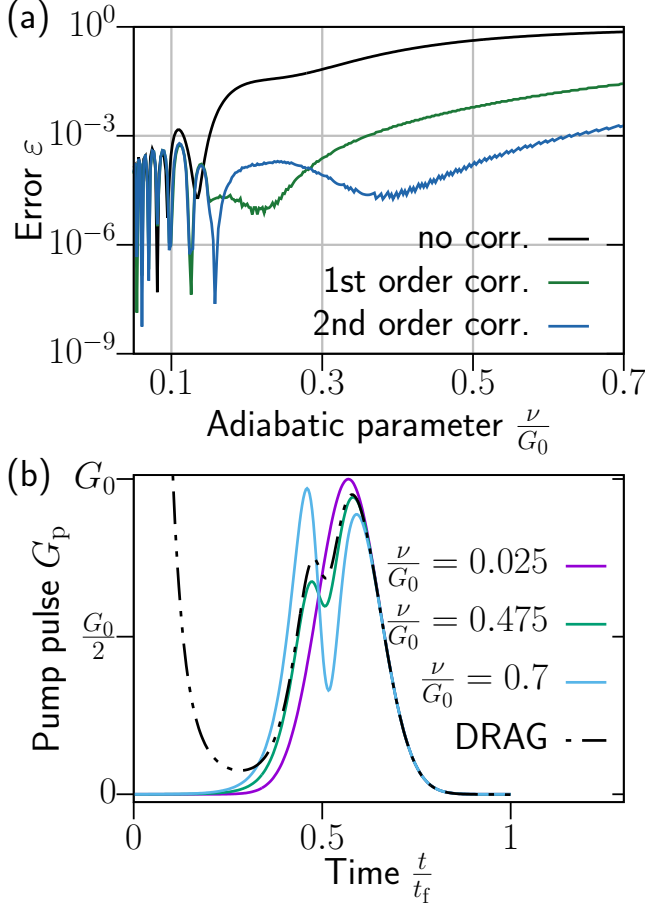 (a)
10^0
10^{-3}
10^{-6}
10^{-9}
Error ε
no corr.
1st order corr.
2nd order corr.
0.1 0.3 0.5 0.7
Adiabatic parameter ν/G_0
(b)
G_0
G_0/2
0
Pump pulse G_p
ν/G_0 = 0.025
ν/G_0 = 0.475
ν/G_0 = 0.7
DRAG
0 0.5 1
Time t/t_f